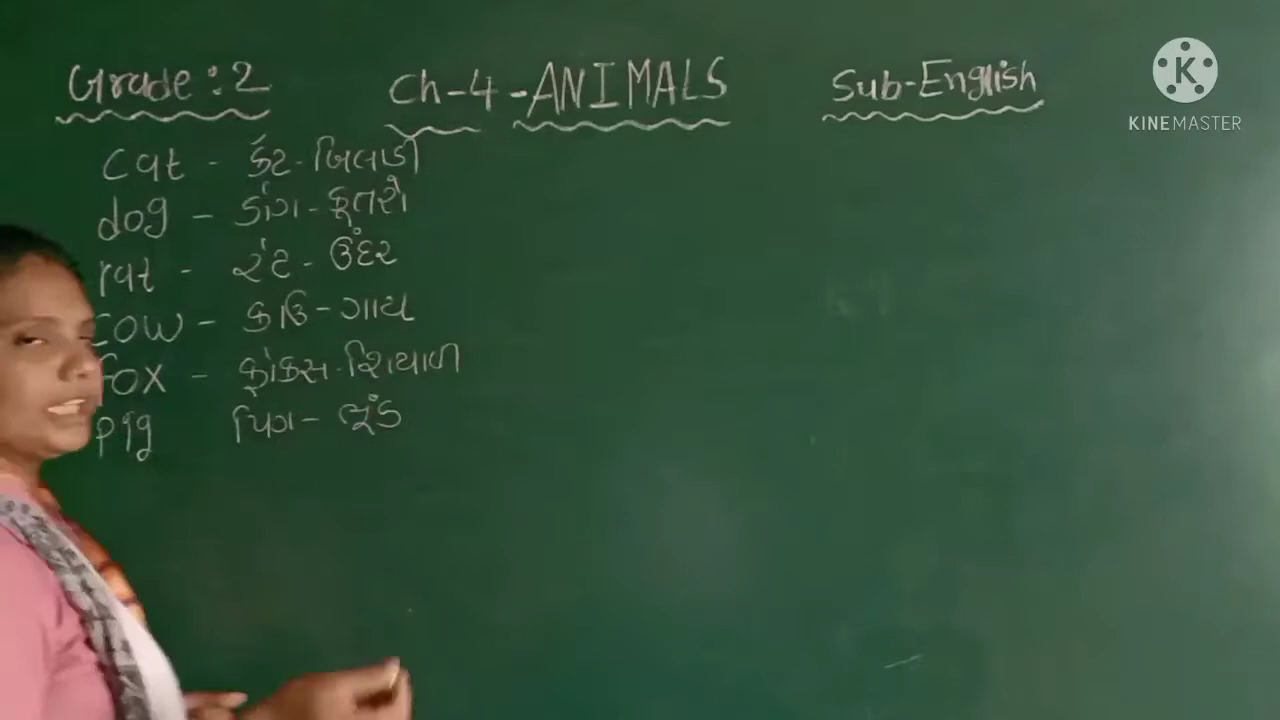 Grade : 2 Ch-4-ANIMALS Sub-English
KINEMASTER
cat - કૅટ - બિલાડી
dog - ડૉગ - કૂતરો
rat - રૅટ - ઉંદર
cow - કાઉ - ગાય
fox - ફૉક્સ - શિયાળ
pig પિગ - ભૂંડ